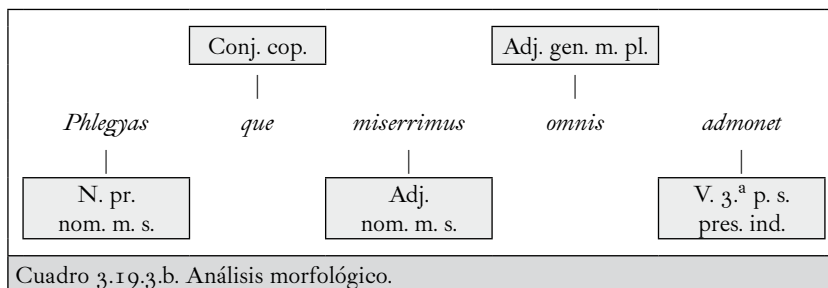 Conj. cop. Adj. gen. m. pl.
Phlegyas que miserrimus omnis admonet
N. pr. Adj. V. 3.ª p. s.
nom. m. s. nom. m. s. pres. ind.
Cuadro 3.19.3.b. Análisis morfológico.